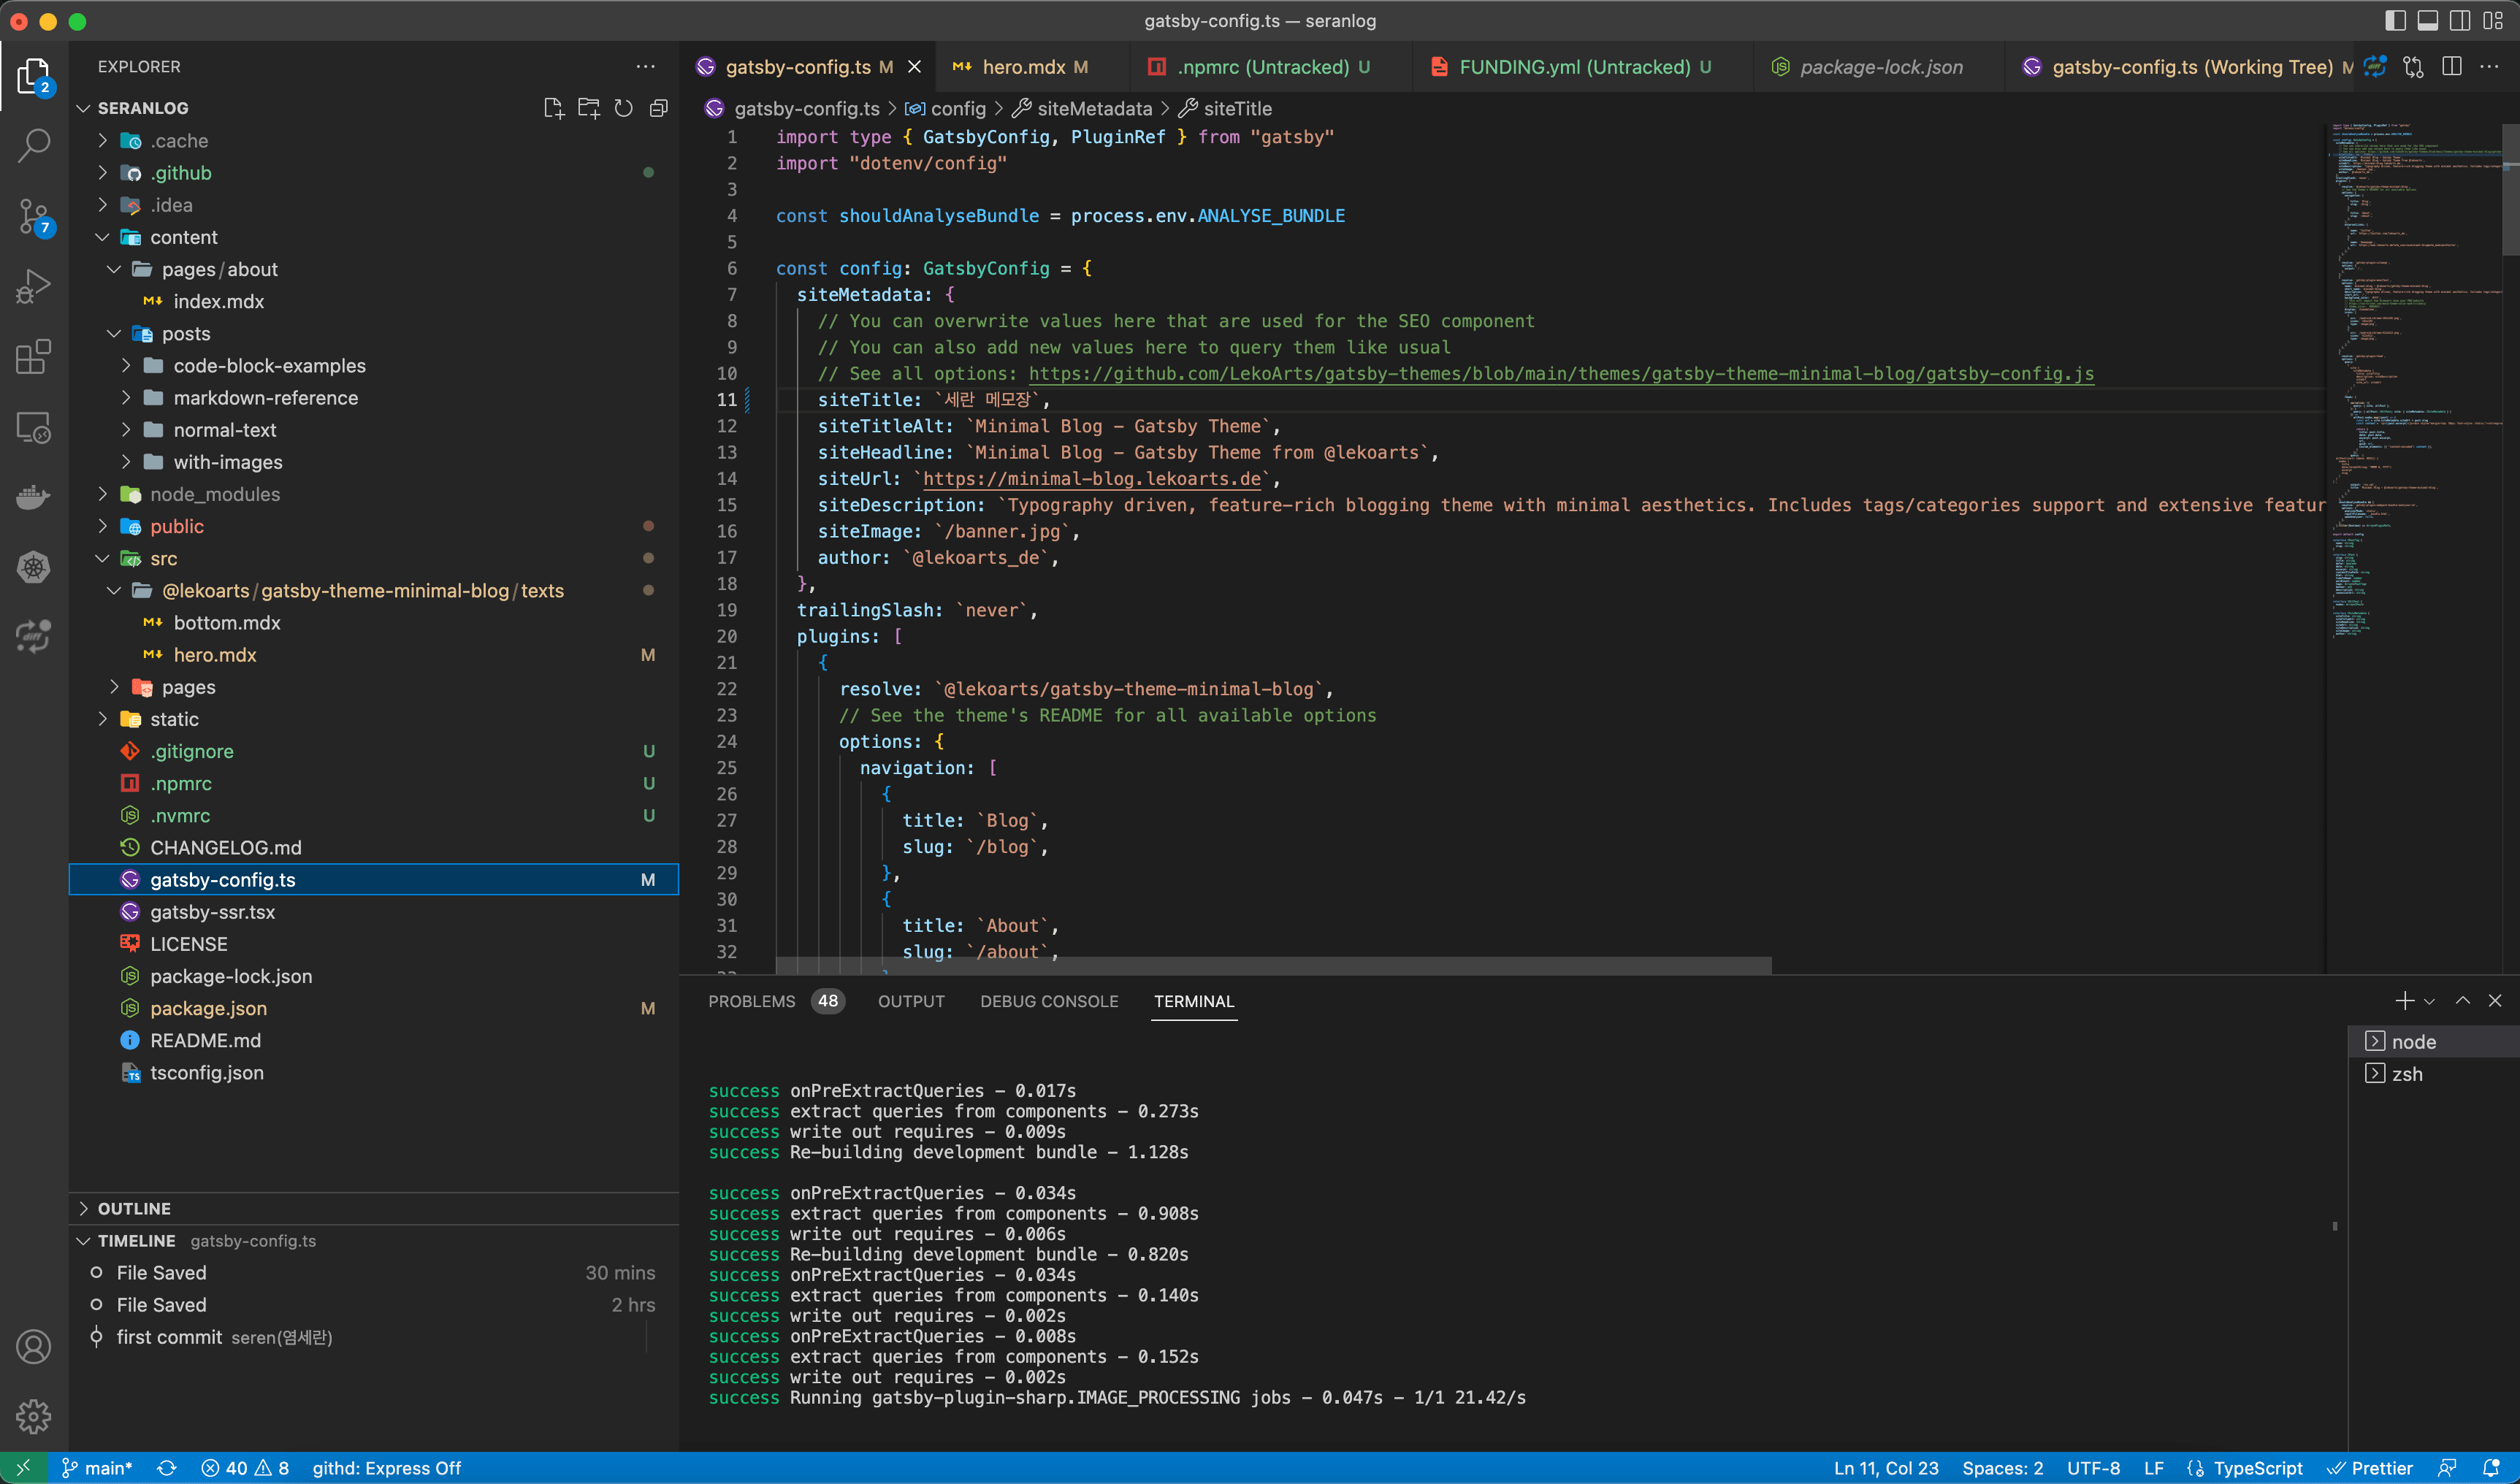 gatsby-config.ts — seranlog
EXPLORER
2
7
SERANLOG
.cache
.github
.idea
content
pages/about
index.mdx
posts
code-block-examples
markdown-reference
normal-text
with-images
node_modules
public
src
@lekoarts/gatsby-theme-minimal-blog/texts
bottom.mdx
hero.mdx M
pages
static
.gitignore U
.npmrc U
.nvmrc U
CHANGELOG.md
gatsby-config.ts M
gatsby-ssr.tsx
LICENSE
package-lock.json
package.json M
README.md
tsconfig.json
OUTLINE
TIMELINE gatsby-config.ts
File Saved 30 mins
File Saved 2 hrs
first commit seren(염세란)
gatsby-config.ts M hero.mdx M .npmrc (Untracked) U FUNDING.yml (Untracked) U package-lock.json gatsby-config.ts (Working Tree) M
gatsby-config.ts > config > siteMetadata > siteTitle
1 import type { GatsbyConfig, PluginRef } from "gatsby"
2 import "dotenv/config"
3
4 const shouldAnalyseBundle = process.env.ANALYSE_BUNDLE
5
6 const config: GatsbyConfig = {
7 siteMetadata: {
8 // You can overwrite values here that are used for the SEO component
9 // You can also add new values here to query them like usual
10 // See all options: https://github.com/LekoArts/gatsby-themes/blob/main/themes/gatsby-theme-minimal-blog/gatsby-config.js
11 siteTitle: `세란 메모장`,
12 siteTitleAlt: `Minimal Blog - Gatsby Theme`,
13 siteHeadline: `Minimal Blog - Gatsby Theme from @lekoarts`,
14 siteUrl: `https://minimal-blog.lekoarts.de`,
15 siteDescription: `Typography driven, feature-rich blogging theme with minimal aesthetics. Includes tags/categories support and extensive featur
16 siteImage: `/banner.jpg`,
17 author: `@lekoarts_de`,
18 },
19 trailingSlash: `never`,
20 plugins: [
21 {
22 resolve: `@lekoarts/gatsby-theme-minimal-blog`,
23 // See the theme's README for all available options
24 options: {
25 navigation: [
26 {
27 title: `Blog`,
28 slug: `/blog`,
29 },
30 {
31 title: `About`,
32 slug: `/about`,
PROBLEMS 48 OUTPUT DEBUG CONSOLE TERMINAL
node
zsh
success onPreExtractQueries - 0.017s
success extract queries from components - 0.273s
success write out requires - 0.009s
success Re-building development bundle - 1.128s
success onPreExtractQueries - 0.034s
success extract queries from components - 0.908s
success write out requires - 0.006s
success Re-building development bundle - 0.820s
success onPreExtractQueries - 0.034s
success extract queries from components - 0.140s
success write out requires - 0.002s
success onPreExtractQueries - 0.008s
success extract queries from components - 0.152s
success write out requires - 0.002s
success Running gatsby-plugin-sharp.IMAGE_PROCESSING jobs - 0.047s - 1/1 21.42/s
main* 40 8 githd: Express Off Ln 11, Col 23 Spaces: 2 UTF-8 LF TypeScript Prettier